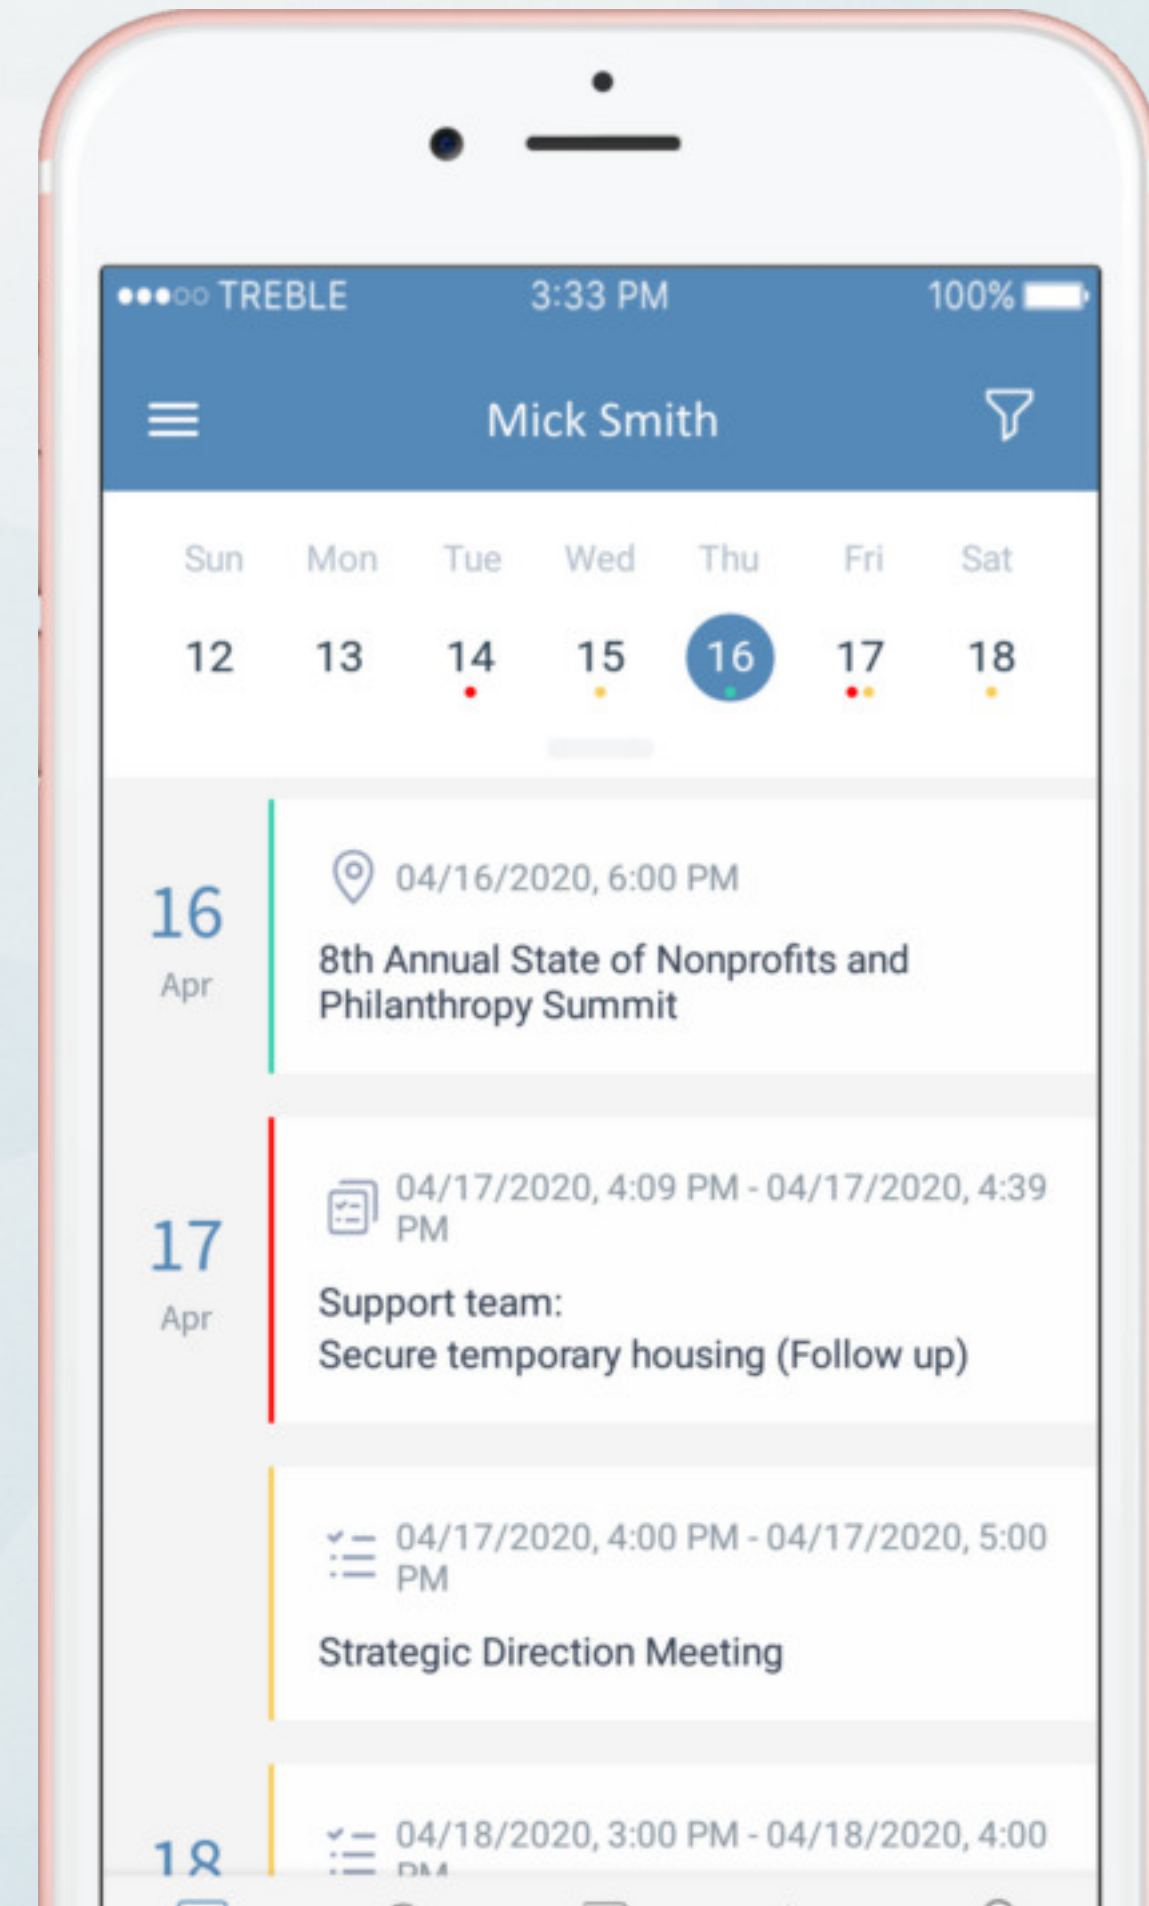 TREBLE 3:33 PM 100%
Mick Smith
Sun Mon Tue Wed Thu Fri Sat
12 13 14 15 16 17 18
16
Apr
04/16/2020, 6:00 PM
8th Annual State of Nonprofits and
Philanthropy Summit
17
Apr
04/17/2020, 4:09 PM - 04/17/2020, 4:39
PM
Support team:
Secure temporary housing (Follow up)
04/17/2020, 4:00 PM - 04/17/2020, 5:00
PM
Strategic Direction Meeting
18
04/18/2020, 3:00 PM - 04/18/2020, 4:00
PM